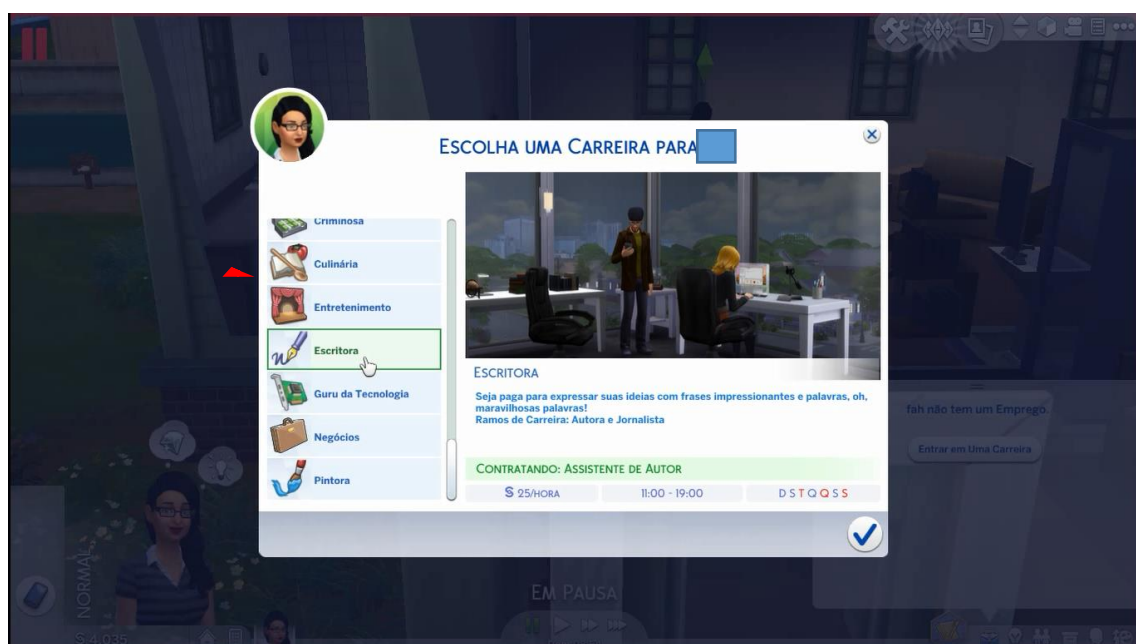 ESCOLHA UMA CARREIRA PARA
CRIMINOSA
Culinária
Entretenimento
Escritora
Guru da Tecnologia
Negócios
Pintora
ESCRITORA
Seja paga para expressar suas ideias com frases impressionantes e palavras, oh,
maravilhosas palavras!
Ramos de Carreira: Autora e Jornalista
CONTRATANDO: ASSISTENTE DE AUTOR
25/HORA 11:00 - 19:00 D S T Q Q S S
fah não tem um Emprego.
Entrar em Uma Carreira
NORMAL
EM PAUSA
$ 4.035